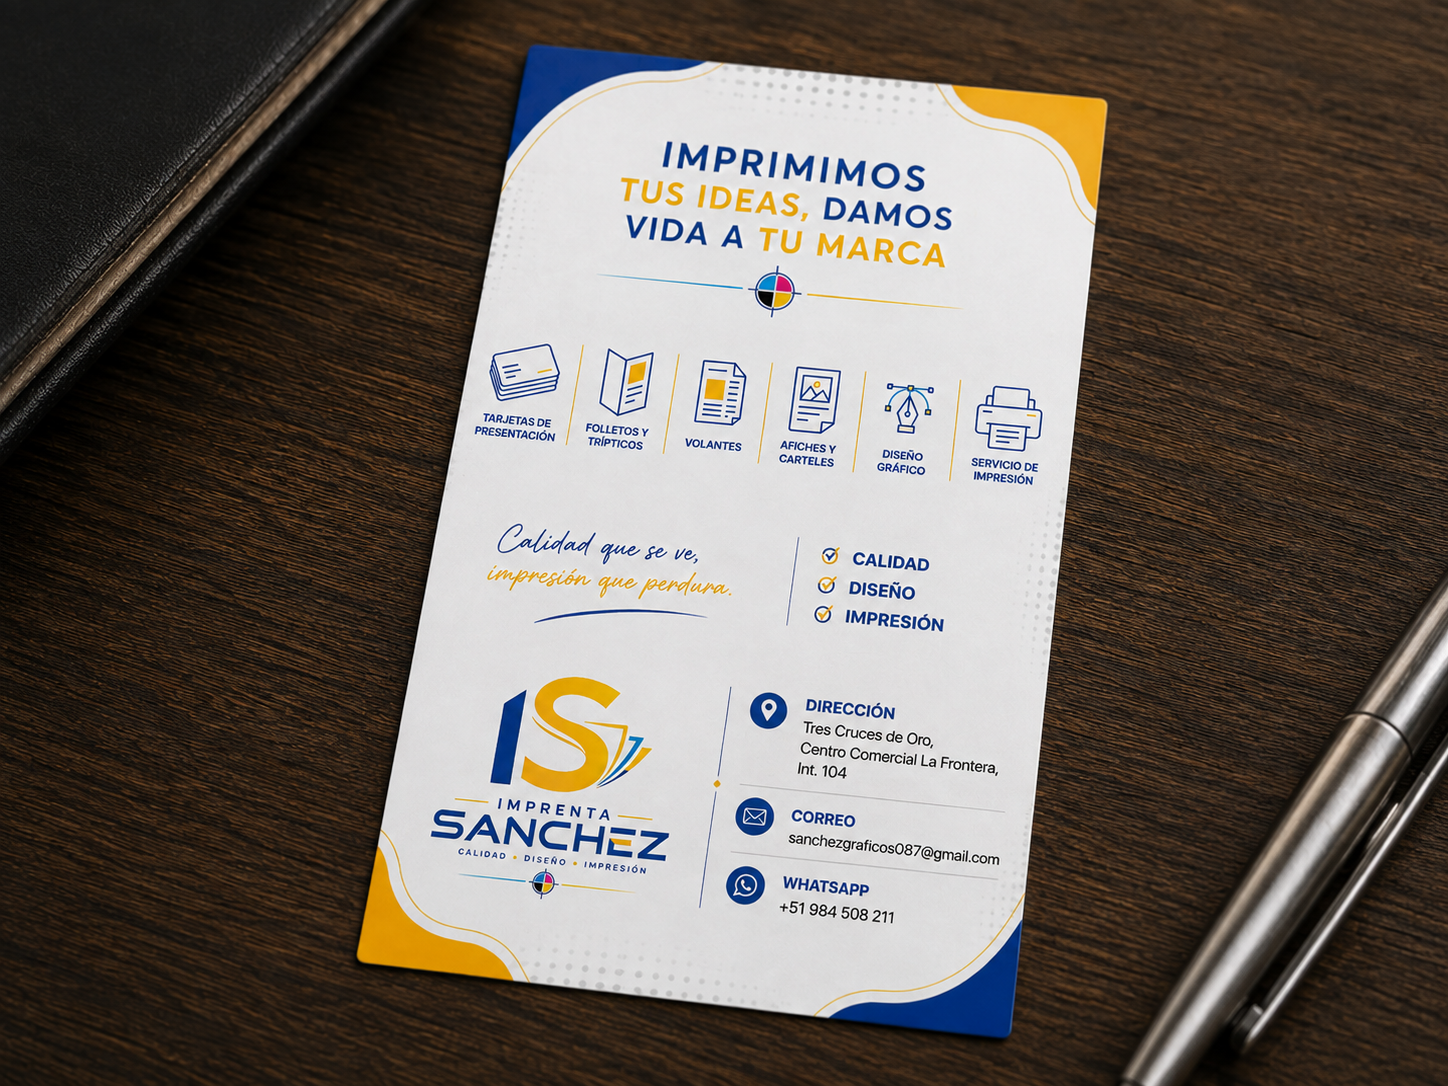 IMPRIMIMOS
TUS IDEAS, DAMOS
VIDA A TU MARCA
TARJETAS DE
PRESENTACIÓN
FOLLETOS Y
TRÍPTICOS
VOLANTES
AFICHES Y
CARTELES
DISEÑO
GRÁFICO
SERVICIO DE
IMPRESIÓN
Calidad que se ve,
impresión que perdura.
CALIDAD
DISEÑO
IMPRESIÓN
IS
IMPRENTA
SANCHEZ
CALIDAD • DISEÑO • IMPRESIÓN
DIRECCIÓN
Tres Cruces de Oro,
Centro Comercial La Frontera,
Int. 104
CORREO
sanchezgraficos087@gmail.com
WHATSAPP
+51 984 508 211